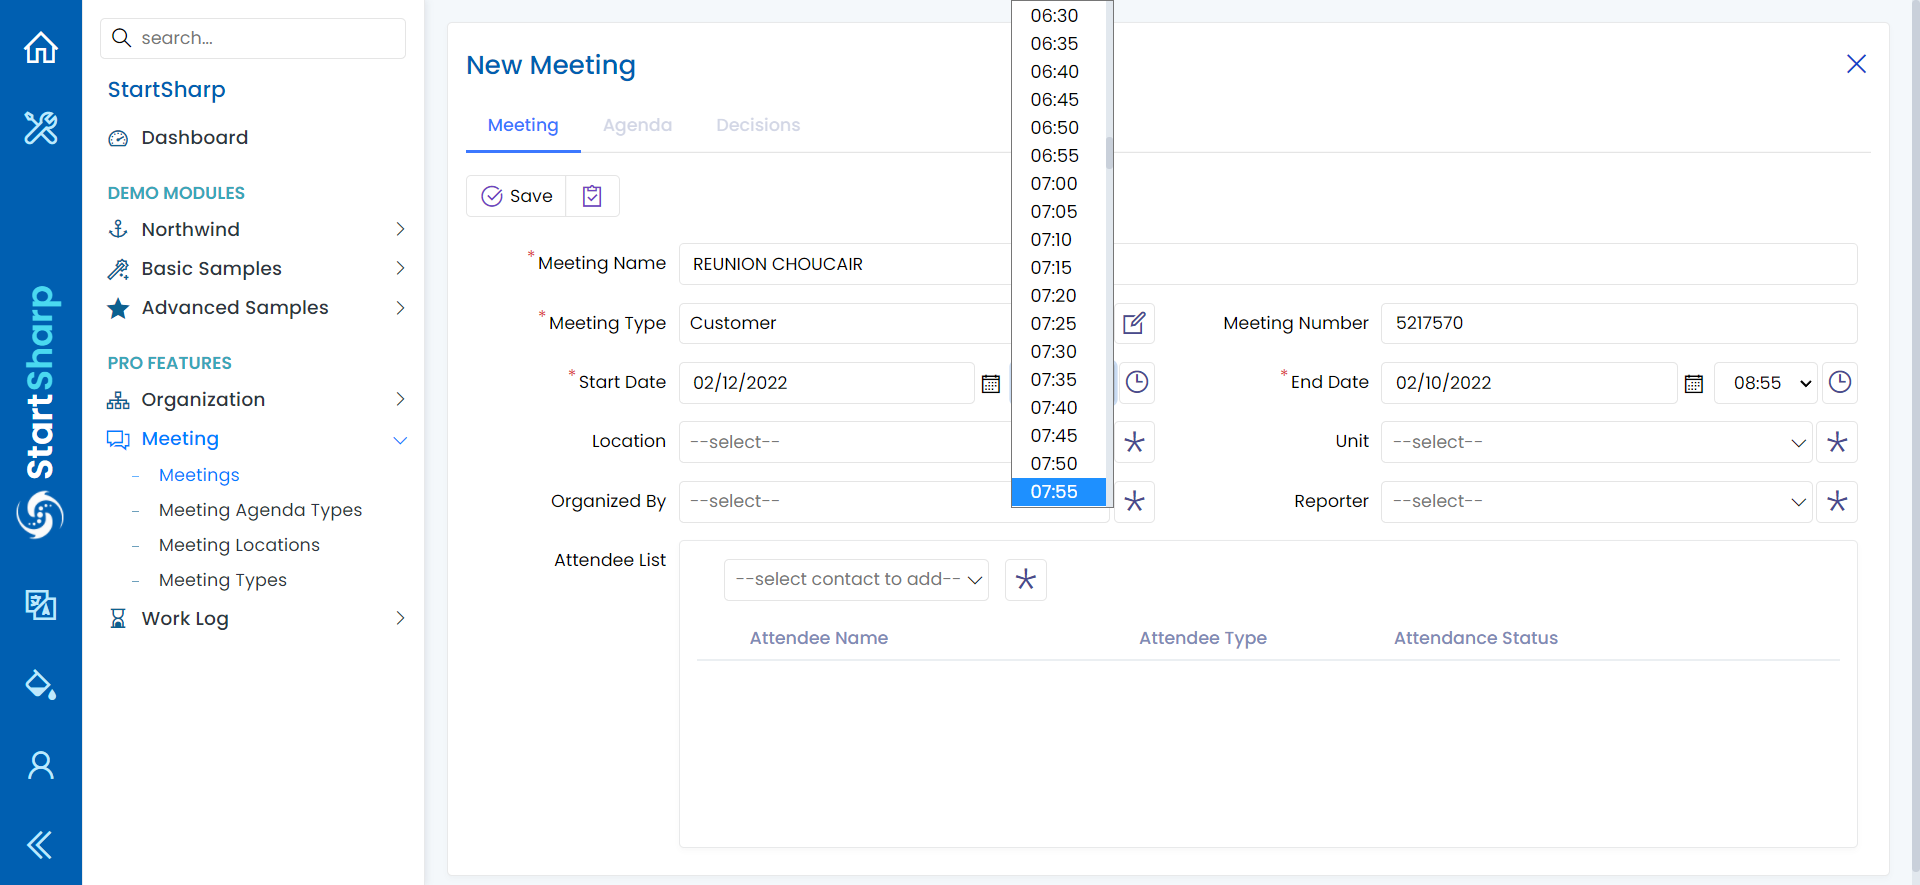 StartSharp
search...
StartSharp
Dashboard
DEMO MODULES
Northwind
Basic Samples
Advanced Samples
PRO FEATURES
Organization
Meeting
- Meetings
- Meeting Agenda Types
- Meeting Locations
- Meeting Types
Work Log
New Meeting
Meeting Agenda Decisions
Save
* Meeting Name REUNION CHOUCAIR
* Meeting Type Customer
Meeting Number 5217570
* Start Date 02/12/2022
* End Date 02/10/2022 08:55
Location --select--
Unit --select--
Organized By --select--
Reporter --select--
Attendee List
--select contact to add--
Attendee Name Attendee Type Attendance Status
06:30
06:35
06:40
06:45
06:50
06:55
07:00
07:05
07:10
07:15
07:20
07:25
07:30
07:35
07:40
07:45
07:50
07:55